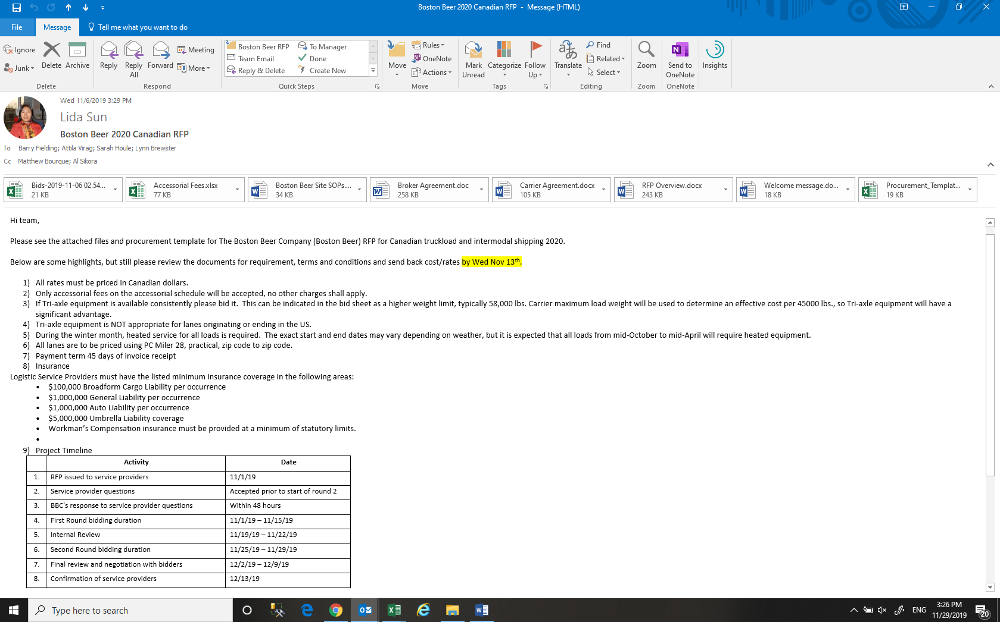 Boston Beer 2020 Canadian RFP - Message (HTML)
File
Message
Tell me what you want to do
Ignore
Junk
Delete
Archive
Reply
Reply All
Forward
Meeting
More
Boston Beer RFP
To Manager
Team Email
Done
Reply & Delete
Create New
Move
Rules
OneNote
Actions
Mark Unread
Categorize
Follow Up
Translate
Find
Related
Select
Zoom
Send to OneNote
Insights
Delete
Respond
Quick Steps
Move
Tags
Editing
Zoom
OneNote
Wed 11/6/2019 3:29 PM
Lida Sun
Boston Beer 2020 Canadian RFP
To Barry Fielding; Attila Virag; Sarah Houle; Lynn Brewster
Cc Matthew Bourque; Al Sikora
Bids-2019-11-06 02.54...
21 KB
Accessorial Fees.xlsx
77 KB
Boston Beer Site SOPs....
34 KB
Broker Agreement.doc
258 KB
Carrier Agreement.docx
105 KB
RFP Overview.docx
243 KB
Welcome message.do...
18 KB
Procurement_Templat...
19 KB
Hi team,
Please see the attached files and procurement template for The Boston Beer Company (Boston Beer) RFP for Canadian truckload and intermodal shipping 2020.
Below are some highlights, but still please review the documents for requirement, terms and conditions and send back cost/rates by Wed Nov 13th.
1) All rates must be priced in Canadian dollars.
2) Only accessorial fees on the accessorial schedule will be accepted, no other charges shall apply.
3) If Tri-axle equipment is available consistently please bid it. This can be indicated in the bid sheet as a higher weight limit, typically 58,000 lbs. Carrier maximum load weight will be used to determine an effective cost per 45000 lbs., so Tri-axle equipment will have a
significant advantage.
4) Tri-axle equipment is NOT appropriate for lanes originating or ending in the US.
5) During the winter month, heated service for all loads is required. The exact start and end dates may vary depending on weather, but it is expected that all loads from mid-October to mid-April will require heated equipment.
6) All lanes are to be priced using PC Miler 28, practical, zip code to zip code.
7) Payment term 45 days of invoice receipt
8) Insurance
Logistic Service Providers must have the listed minimum insurance coverage in the following areas:
• $100,000 Broadform Cargo Liability per occurrence
• $1,000,000 General Liability per occurrence
• $1,000,000 Auto Liability per occurrence
• $5,000,000 Umbrella Liability coverage
• Workman's Compensation insurance must be provided at a minimum of statutory limits.
•
9) Project Timeline
Activity Date
1. RFP issued to service providers 11/1/19
2. Service provider questions Accepted prior to start of round 2
3. BBC's response to service provider questions Within 48 hours
4. First Round bidding duration 11/1/19 – 11/15/19
5. Internal Review 11/19/19 – 11/22/19
6. Second Round bidding duration 11/25/19 – 11/29/19
7. Final review and negotiation with bidders 12/2/19 – 12/9/19
8. Confirmation of service providers 12/13/19
Type here to search
ENG
3:26 PM
11/29/2019
20